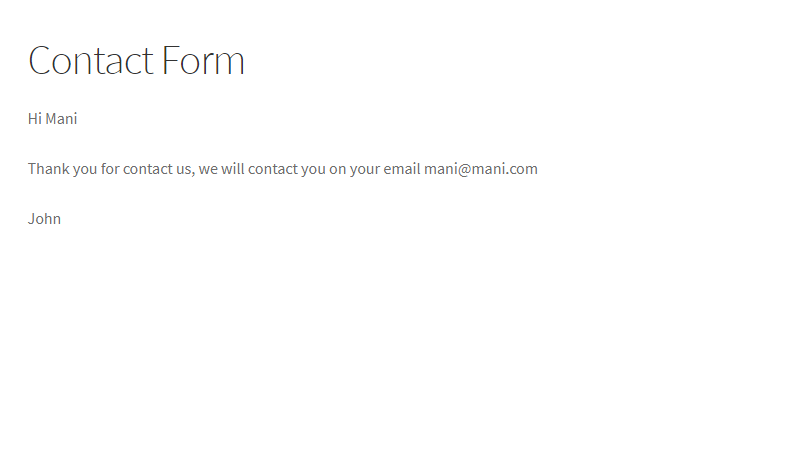 Contact Form
Hi Mani
Thank you for contact us, we will contact you on your email mani@mani.com
John